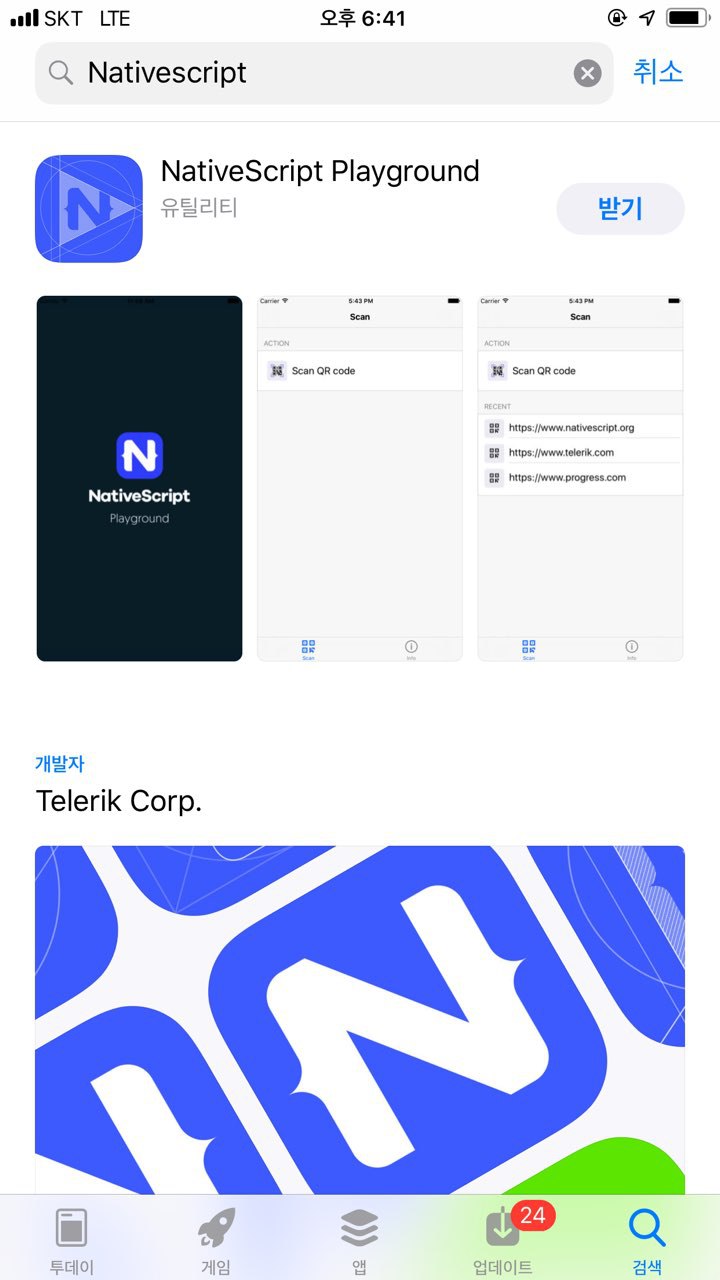 SKT LTE 오후 6:41
Nativescript 취소
NativeScript Playground
유틸리티
받기
NativeScript
Playground
Carrier 5:43 PM
Scan
ACTION
Scan QR code
Scan Info
Carrier 5:43 PM
Scan
ACTION
Scan QR code
RECENT
https://www.nativescript.org
https://www.telerik.com
https://www.progress.com
Scan Info
개발자
Telerik Corp.
24
투데이 게임 앱 업데이트 검색